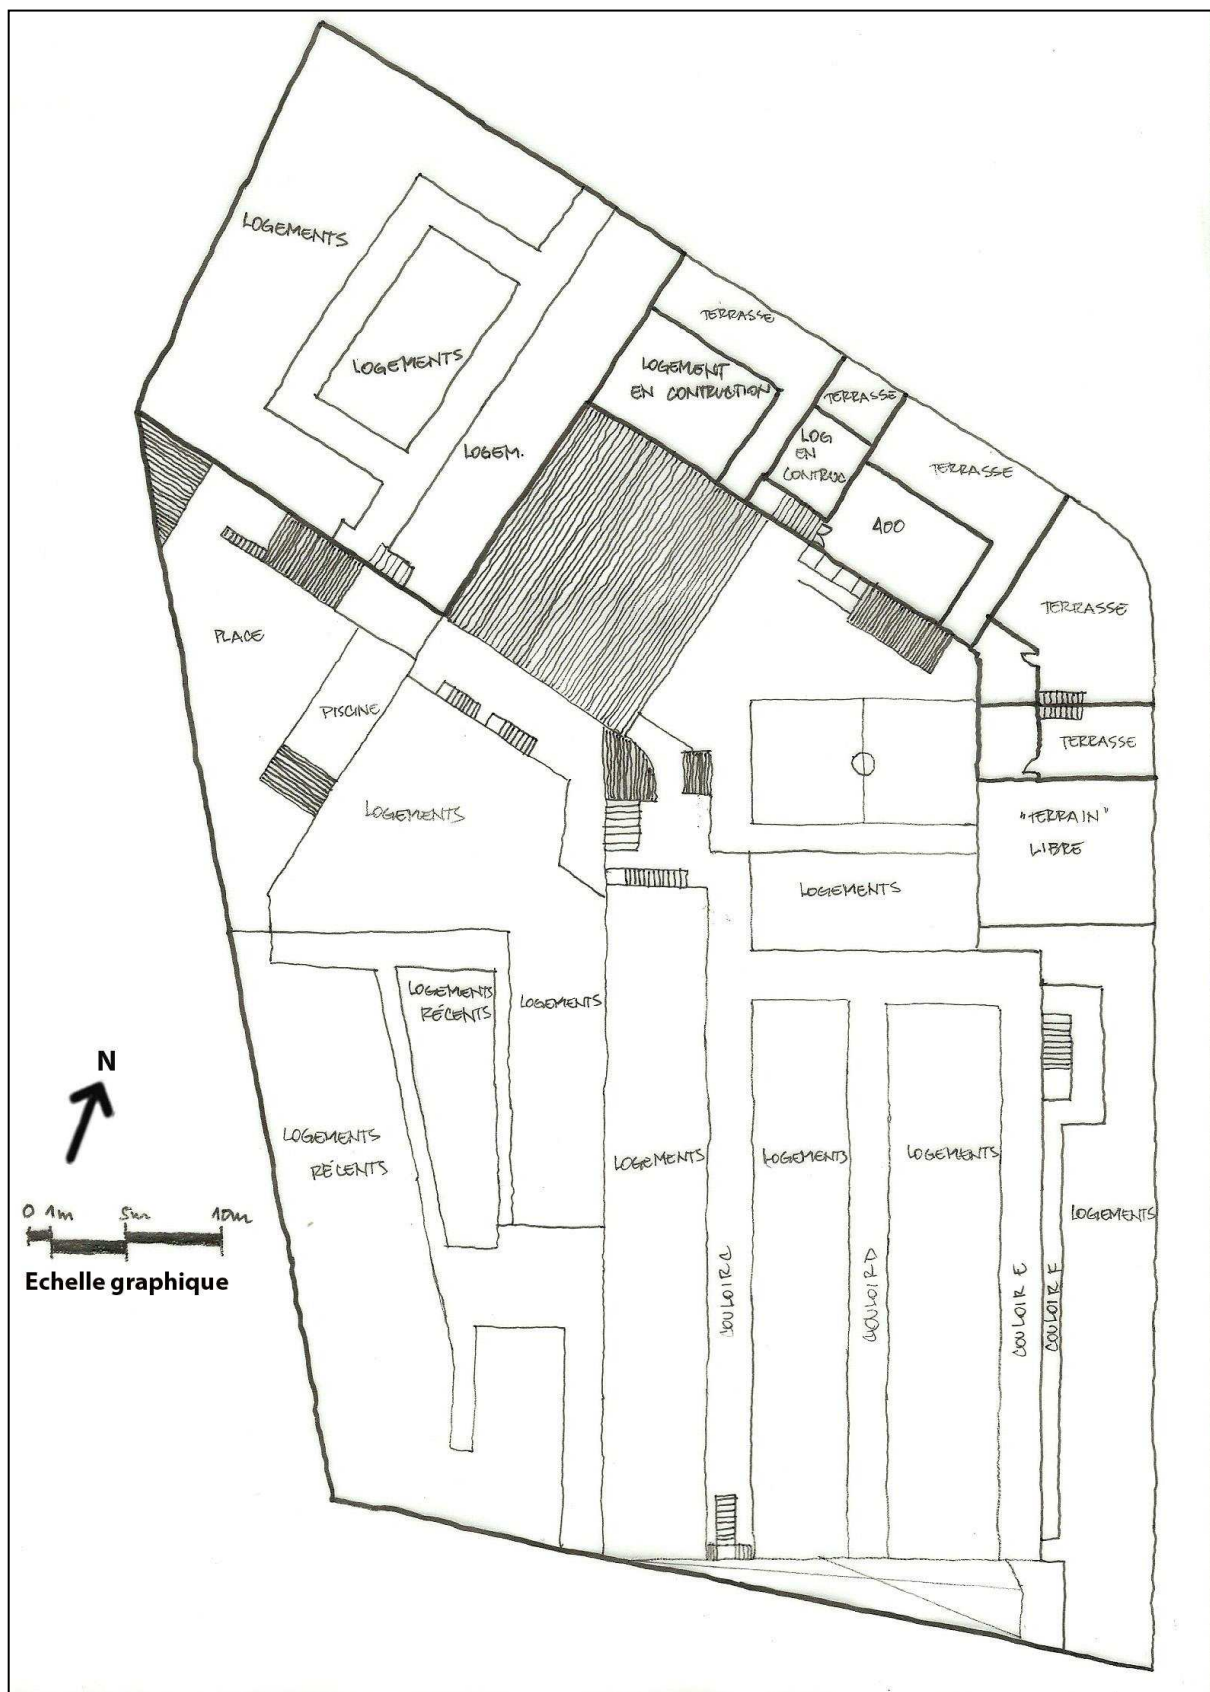 LOGEMENTS
LOGEMENTS
LOGEM.
TERRASSE
LOGEMENT
EN CONTRUCTION
TERRASSE
LOG
EN
CONTRUC
TERRASSE
400
TERRASSE
PLACE
PISCINE
TERRASSE
LOGEMENTS
"TERRAIN"
LIBRE
LOGEMENTS
LOGEMENTS
RÉCENTS
LOGEMENTS
N
LOGEMENTS
RÉCENTS
LOGEMENTS
LOGEMENTS
LOGEMENTS
LOGEMENTS
0 1m 5m 10m
Echelle graphique
COULOIR C
COULOIR D
COULOIR E
COULOIR F